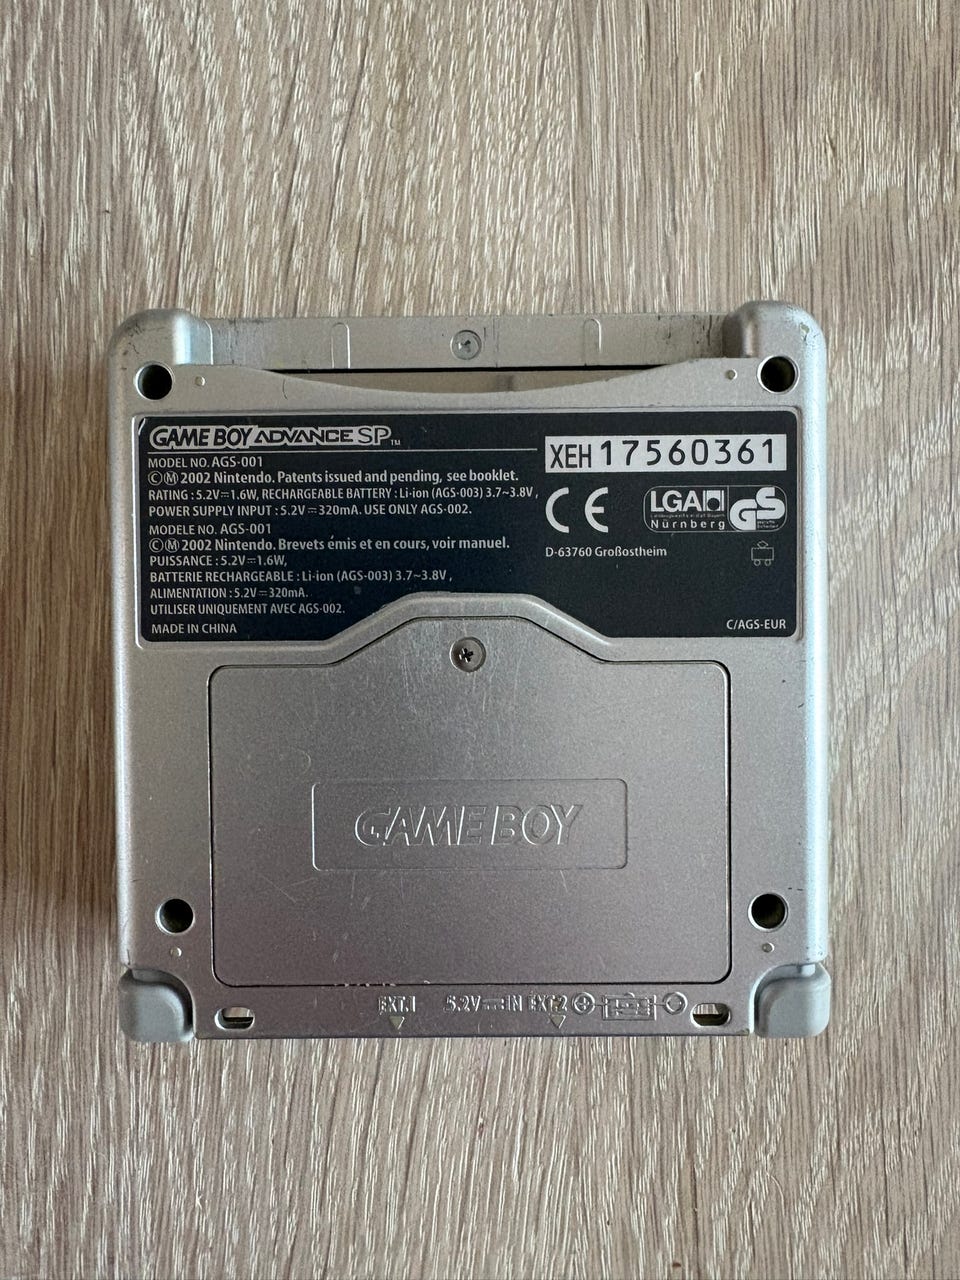 GAME BOY ADVANCE SP™
XEH 17560361
MODEL NO. AGS-001
©Ⓜ 2002 Nintendo. Patents issued and pending, see booklet.
RATING : 5.2V⎓1.6W, RECHARGEABLE BATTERY : Li-ion (AGS-003) 3.7~3.8V ,
POWER SUPPLY INPUT : 5.2V⎓320mA. USE ONLY AGS-002.
MODELE NO. AGS-001
©Ⓜ 2002 Nintendo. Brevets émis et en cours, voir manuel.
PUISSANCE : 5.2V⎓1.6W,
BATTERIE RECHARGEABLE : Li-ion (AGS-003) 3.7~3.8V ,
ALIMENTATION : 5.2V⎓320mA.
UTILISER UNIQUEMENT AVEC AGS-002.
MADE IN CHINA
CE
LGA
Nürnberg
GS
D-63760 Großostheim
C/AGS-EUR
GAME BOY
EXT.1 5.2V⎓IN EXT.2